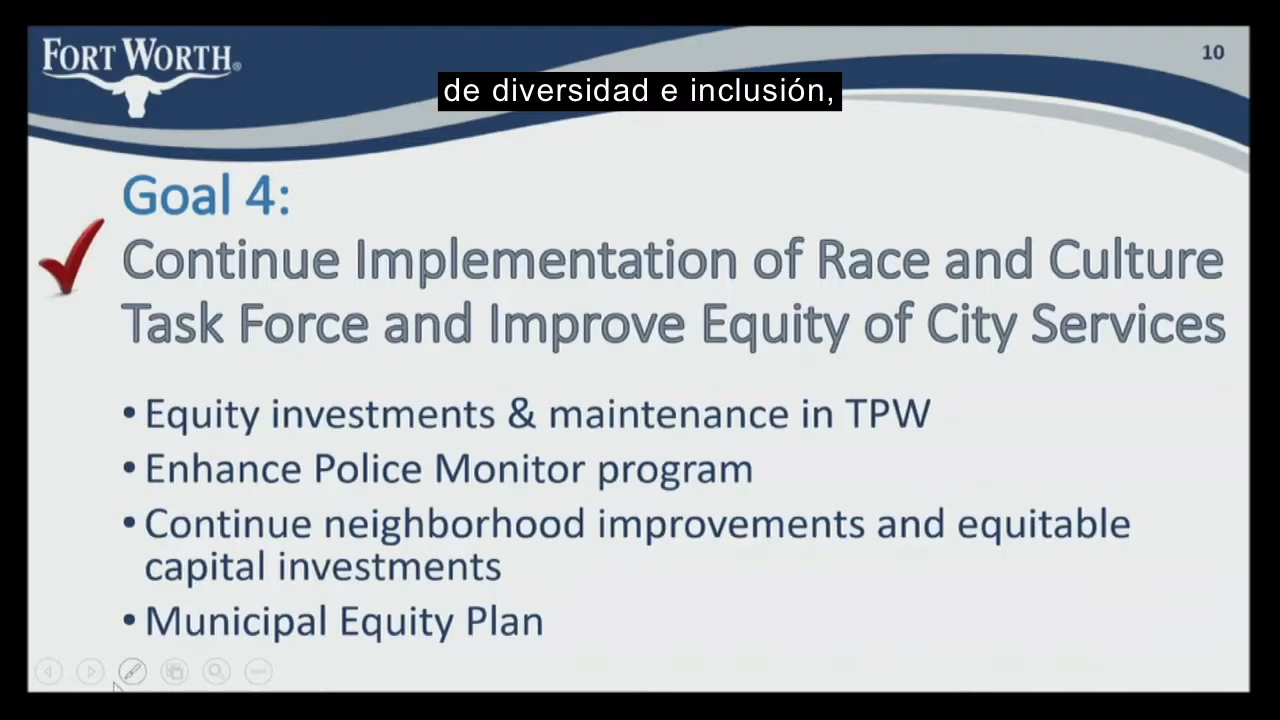 FORT WORTH®
10
de diversidad e inclusión,
Goal 4:
Continue Implementation of Race and Culture
Task Force and Improve Equity of City Services
• Equity investments & maintenance in TPW
• Enhance Police Monitor program
• Continue neighborhood improvements and equitable
capital investments
• Municipal Equity Plan